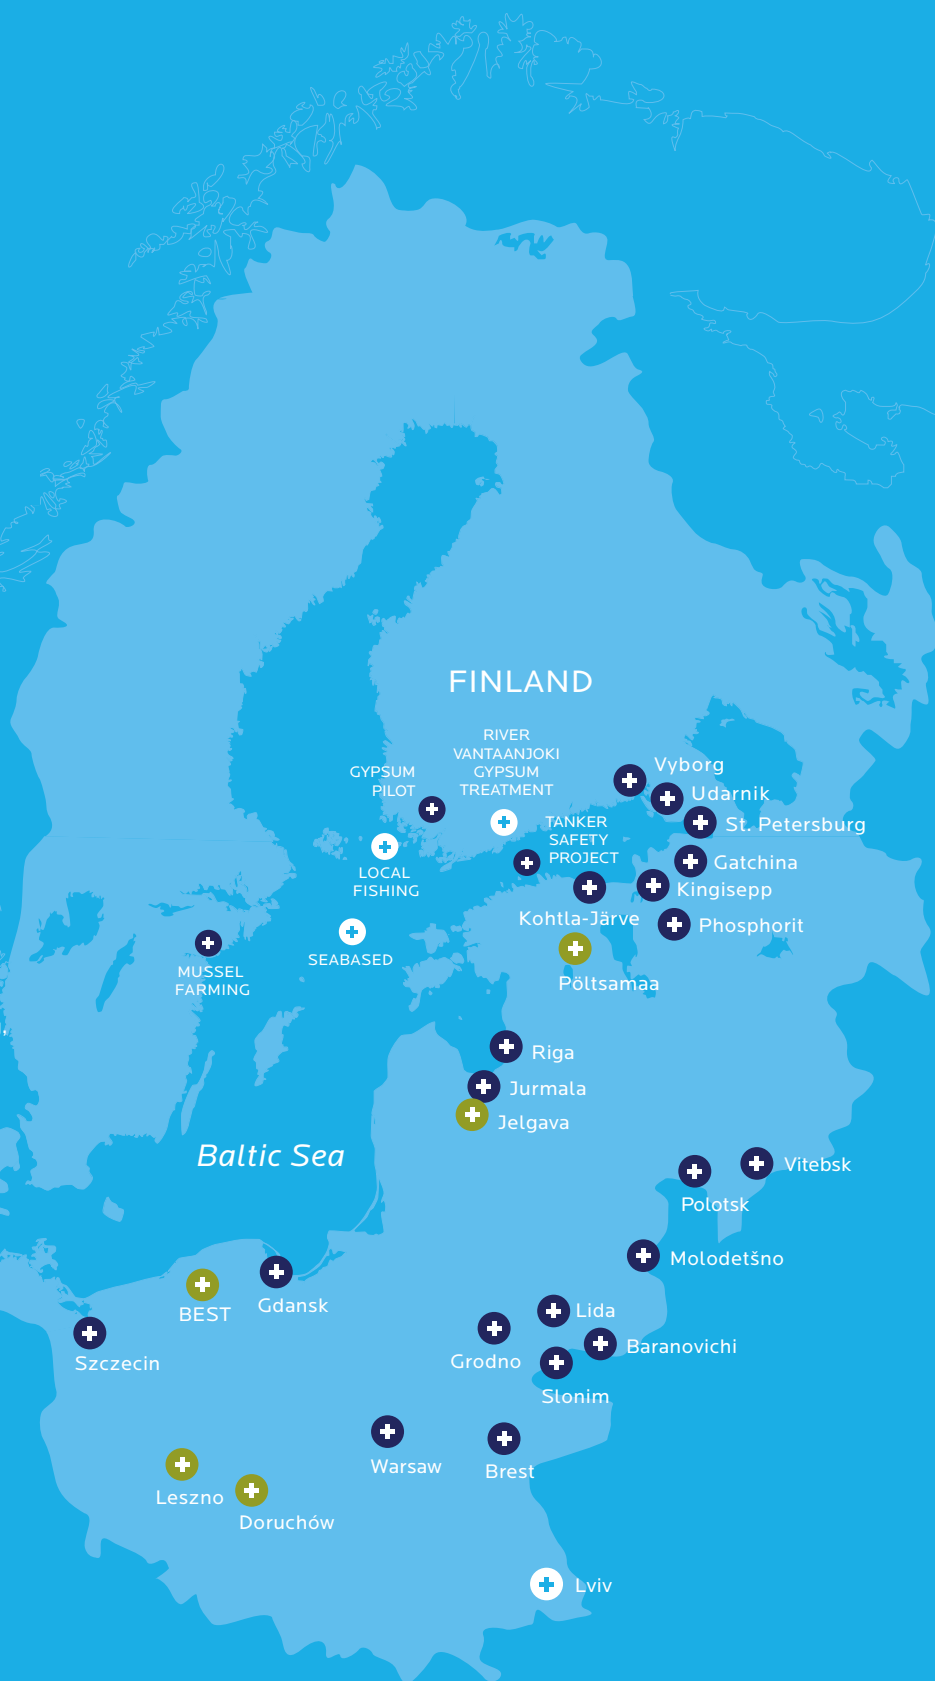 FINLAND
RIVER
VANTAANJOKI
GYPSUM
TREATMENT
GYPSUM
PILOT
Vyborg
Udarnik
TANKER
SAFETY
PROJECT
St. Petersburg
LOCAL
FISHING
Gatchina
Kingisepp
Kohtla-Järve
Phosphorit
SEABASED
MUSSEL
FARMING
Pöltsamaa
Riga
Jurmala
Jelgava
Baltic Sea
Vitebsk
Polotsk
Molodetšno
BEST
Gdansk
Lida
Szczecin
Grodno
Baranovichi
Slonim
Warsaw
Brest
Leszno
Doruchów
Lviv